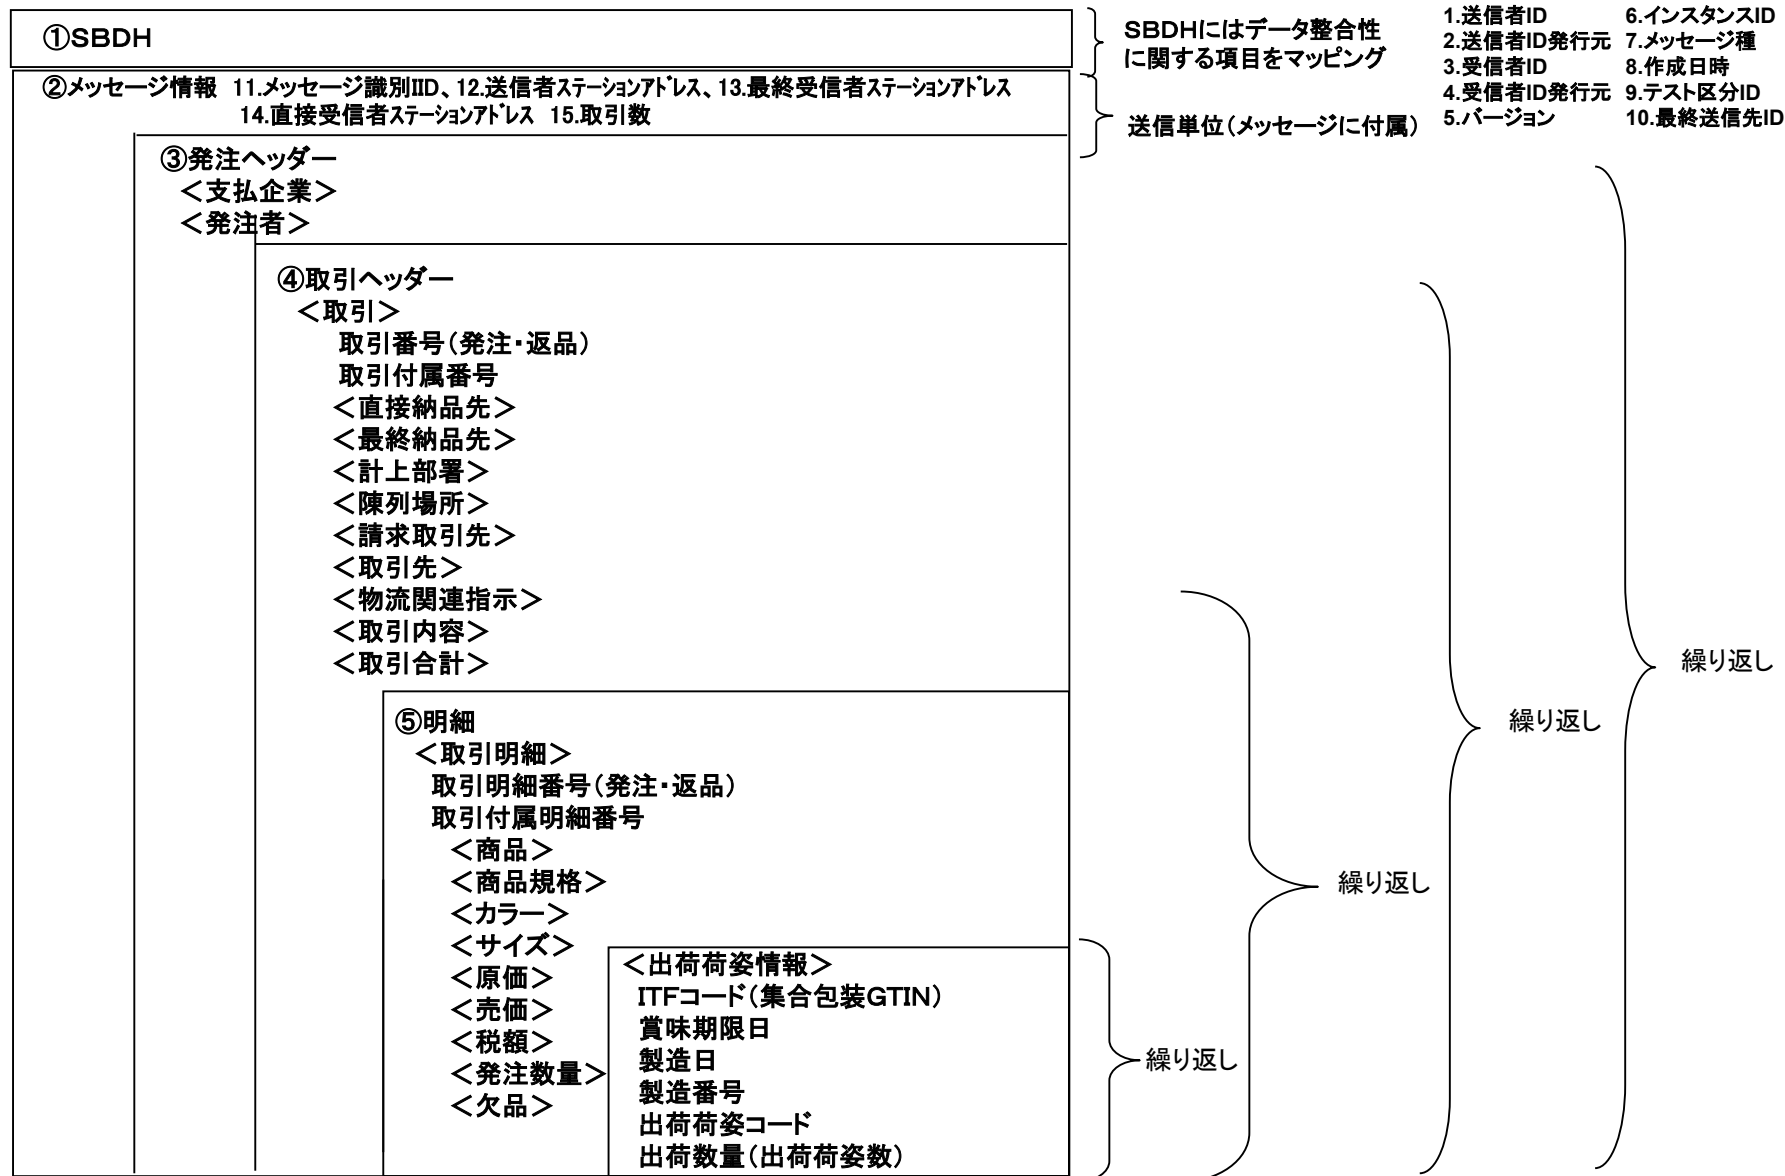 ①SBDH
SBDHにはデータ整合性
に関する項目をマッピング
1.送信者ID 6.インスタンスID
2.送信者ID発行元 7.メッセージ種
3.受信者ID 8.作成日時
4.受信者ID発行元 9.テスト区分ID
5.バージョン 10.最終送信先ID
②メッセージ情報 11.メッセージ識別IID、12.送信者ステーションアドレス、13.最終受信者ステーションアドレス
14.直接受信者ステーションアドレス 15.取引数
送信単位（メッセージに付属）
③発注ヘッダー
＜支払企業＞
＜発注者＞
④取引ヘッダー
＜取引＞
取引番号（発注・返品）
取引付属番号
＜直接納品先＞
＜最終納品先＞
＜計上部署＞
＜陳列場所＞
＜請求取引先＞
＜取引先＞
＜物流関連指示＞
＜取引内容＞
＜取引合計＞
繰り返し
繰り返し
⑤明細
＜取引明細＞
取引明細番号（発注・返品）
取引付属明細番号
＜商品＞
＜商品規格＞
繰り返し
＜カラー＞
＜サイズ＞
＜原価＞
＜売価＞
＜税額＞
＜発注数量＞
＜欠品＞
＜出荷荷姿情報＞
ITFコード（集合包装GTIN）
賞味期限日
製造日
繰り返し
製造番号
出荷荷姿コード
出荷数量（出荷荷姿数）